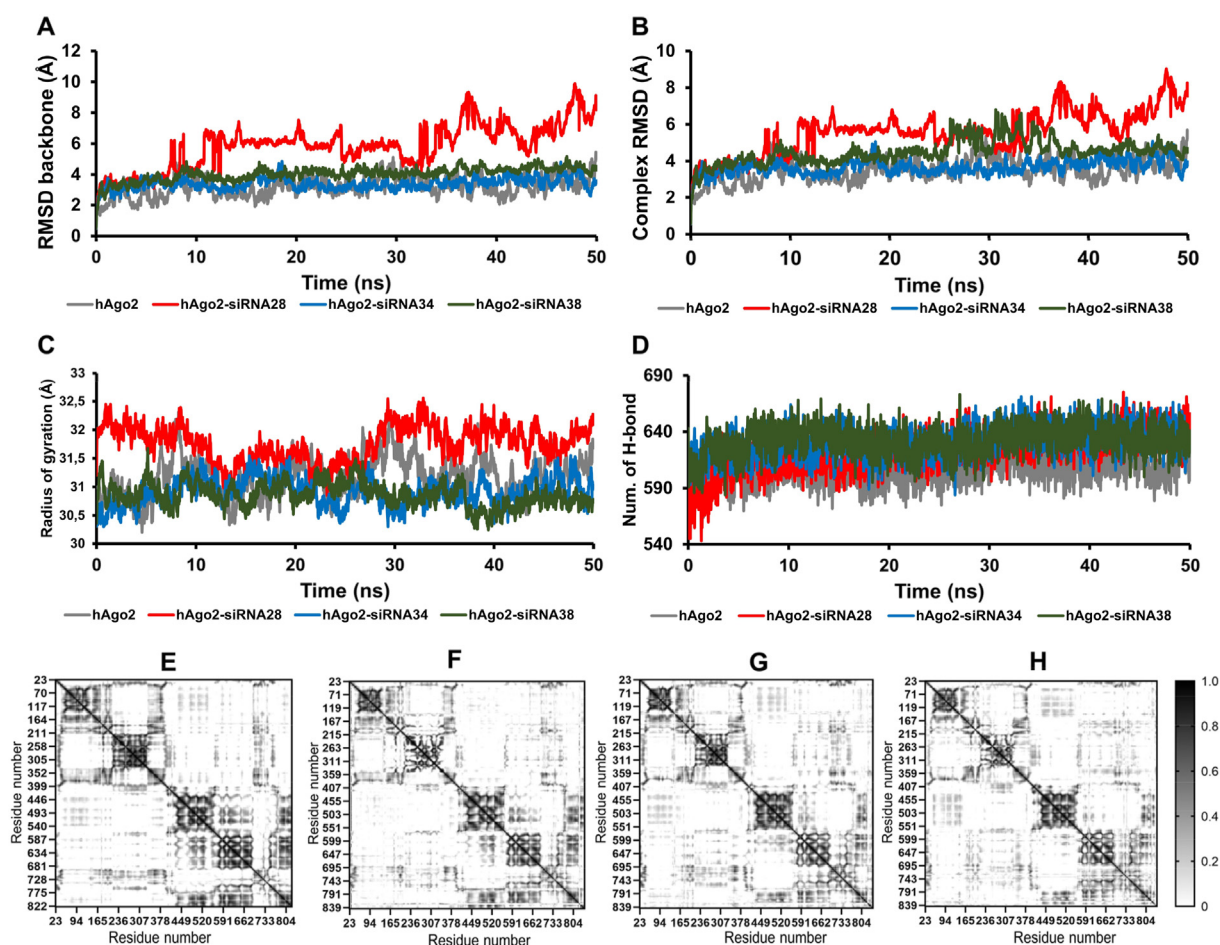 A
RMSD backbone (Å)
12
10
8
6
4
2
0
0 10 20 30 40 50
Time (ns)
hAgo2 hAgo2-siRNA28 hAgo2-siRNA34 hAgo2-siRNA38
B
Complex RMSD (Å)
10
8
6
4
2
0
0 10 20 30 40 50
Time (ns)
hAgo2 hAgo2-siRNA28 hAgo2-siRNA34 hAgo2-siRNA38
C
Radius of gyration (Å)
33
32,5
32
31,5
31
30,5
30
0 10 20 30 40 50
Time (ns)
hAgo2 hAgo2-siRNA28 hAgo2-siRNA34 hAgo2-siRNA38
D
Num. of H-bond
690
640
590
540
0 10 20 30 40 50
Time (ns)
hAgo2 hAgo2-siRNA28 hAgo2-siRNA34 hAgo2-siRNA38
E
Residue number
23
70
117
164
211
258
305
352
399
446
493
540
587
634
681
728
775
822
23 94 165 236 307 378 449 520 591 662 733 804
Residue number
F
Residue number
23
71
119
167
215
263
311
359
407
455
503
551
599
647
695
743
791
839
23 94 165 236 307 378 449 520 591 662 733 804
Residue number
G
Residue number
23
71
119
167
215
263
311
359
407
455
503
551
599
647
695
743
791
839
23 94 165 236 307 378 449 520 591 662 733 804
Residue number
H
Residue number
23
71
119
167
215
263
311
359
407
455
503
551
599
647
695
743
791
839
23 94 165 236 307 378 449 520 591 662 733 804
Residue number
1.0
0.8
0.6
0.4
0.2
0